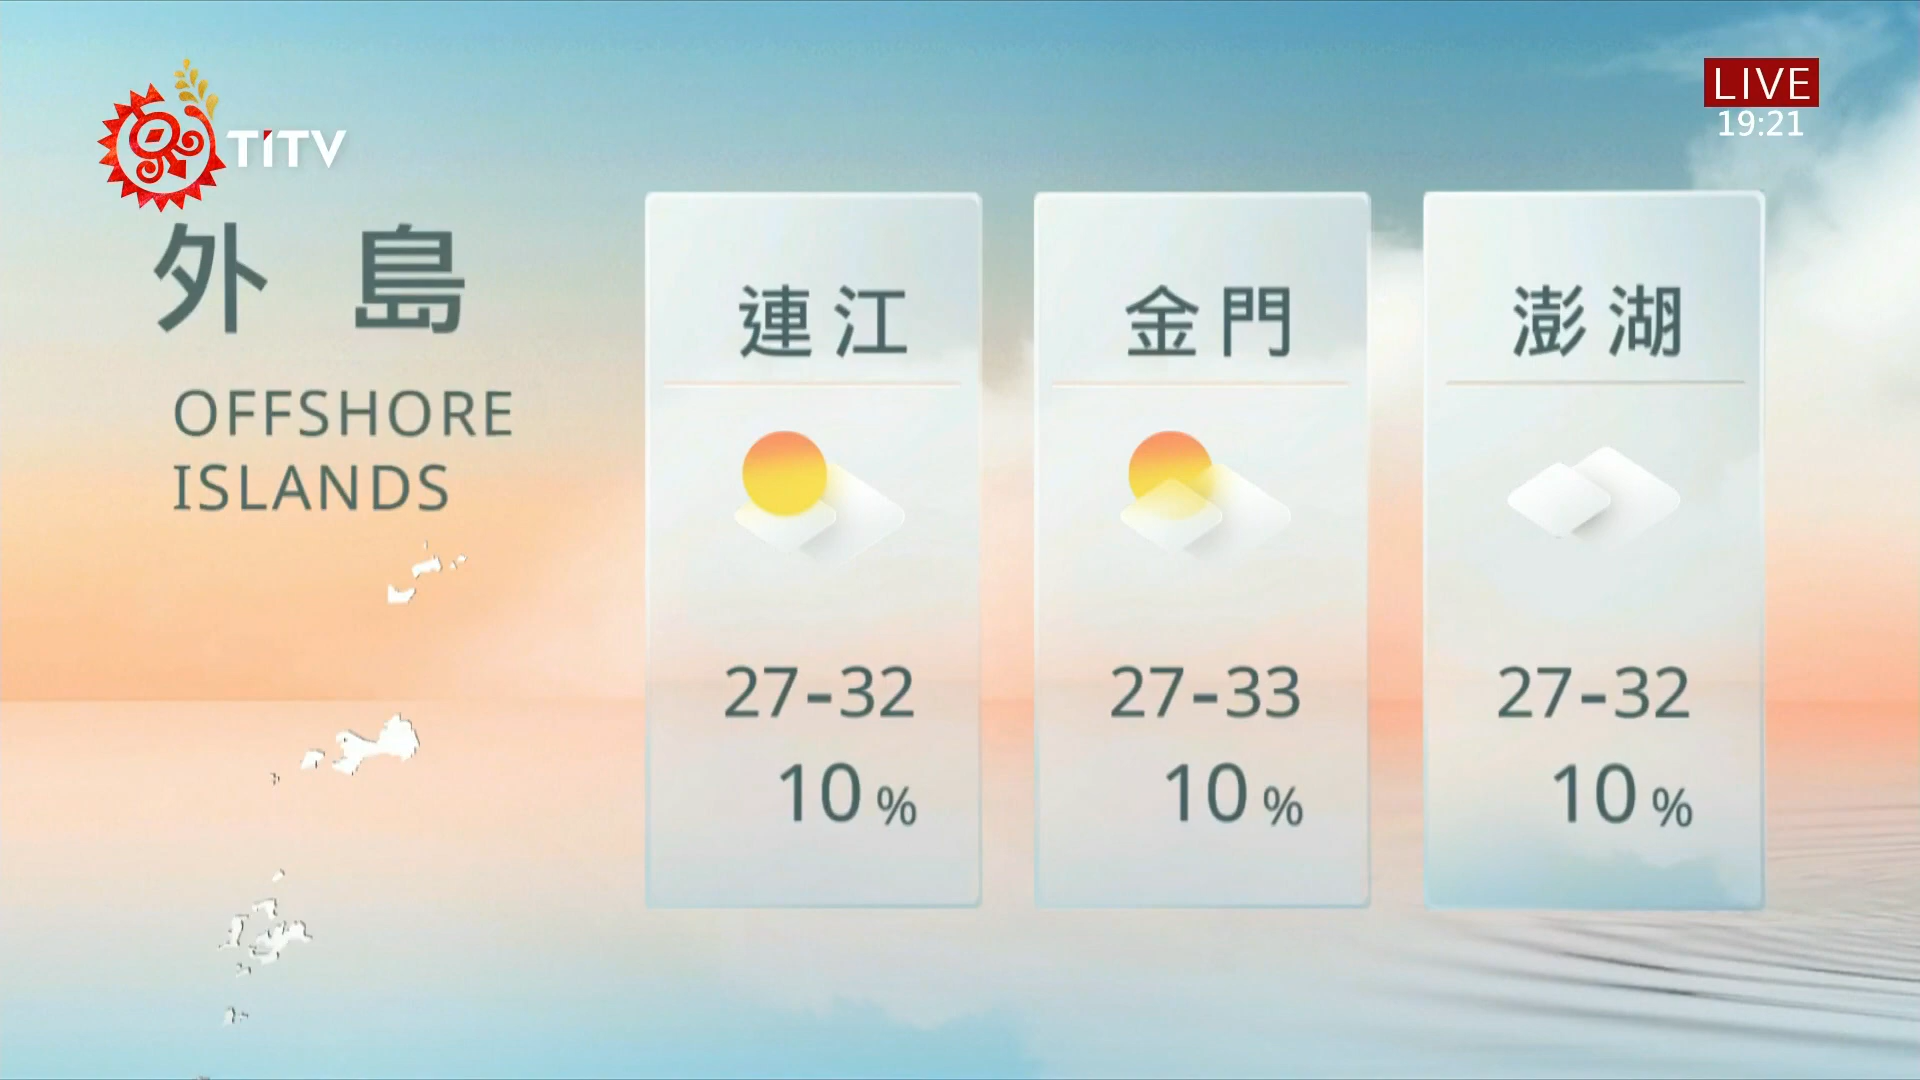 TITV
LIVE
19:21
外島
OFFSHORE
ISLANDS
連江
27-32
10%
金門
27-33
10%
澎湖
27-32
10%